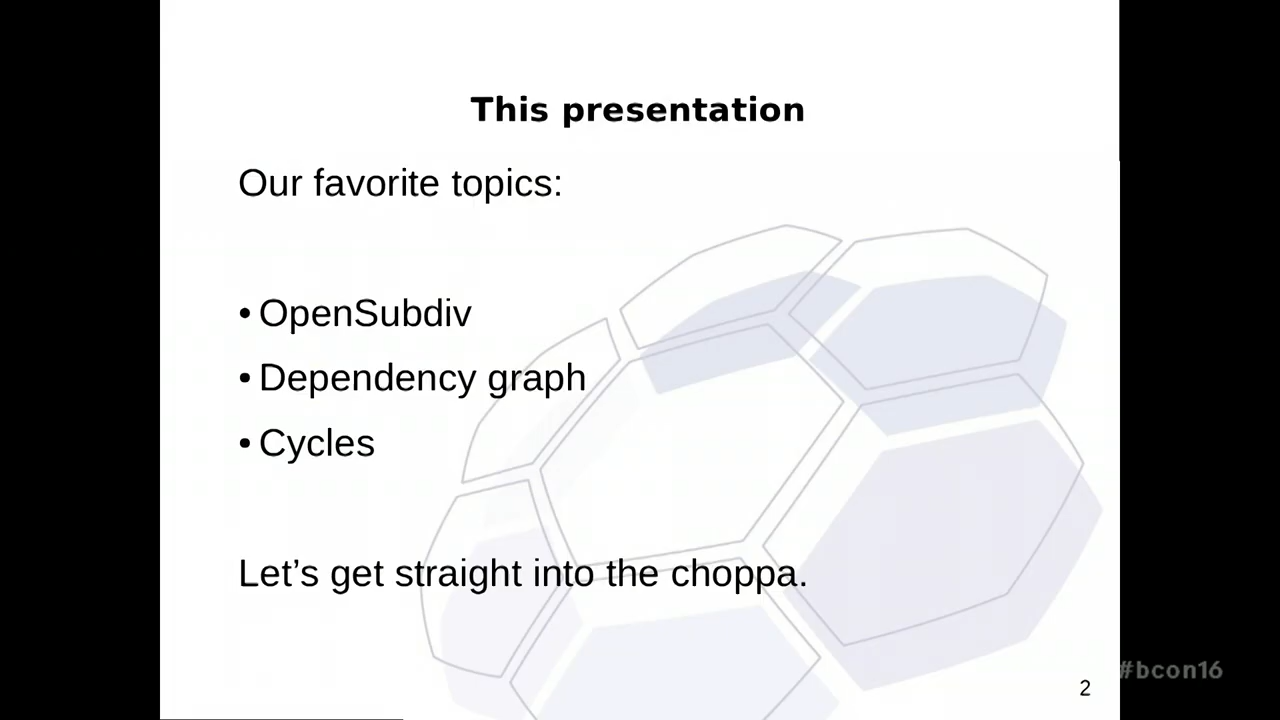 This presentation
Our favorite topics:
• OpenSubdiv
• Dependency graph
• Cycles
Let’s get straight into the choppa.
#bcon16
2